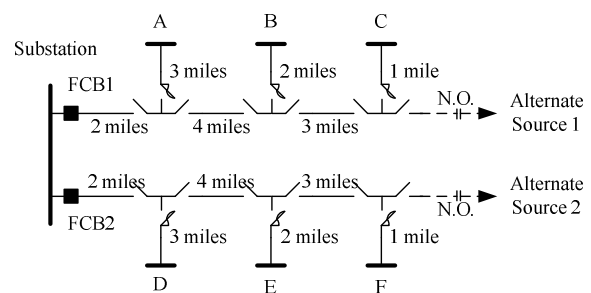 A
B
C
Substation
3 miles
2 miles
1 mile
FCB1
N.O.
Alternate
Source 1
2 miles
4 miles
3 miles
2 miles
4 miles
3 miles
Alternate
Source 2
FCB2
N.O.
3 miles
2 miles
1 mile
D
E
F